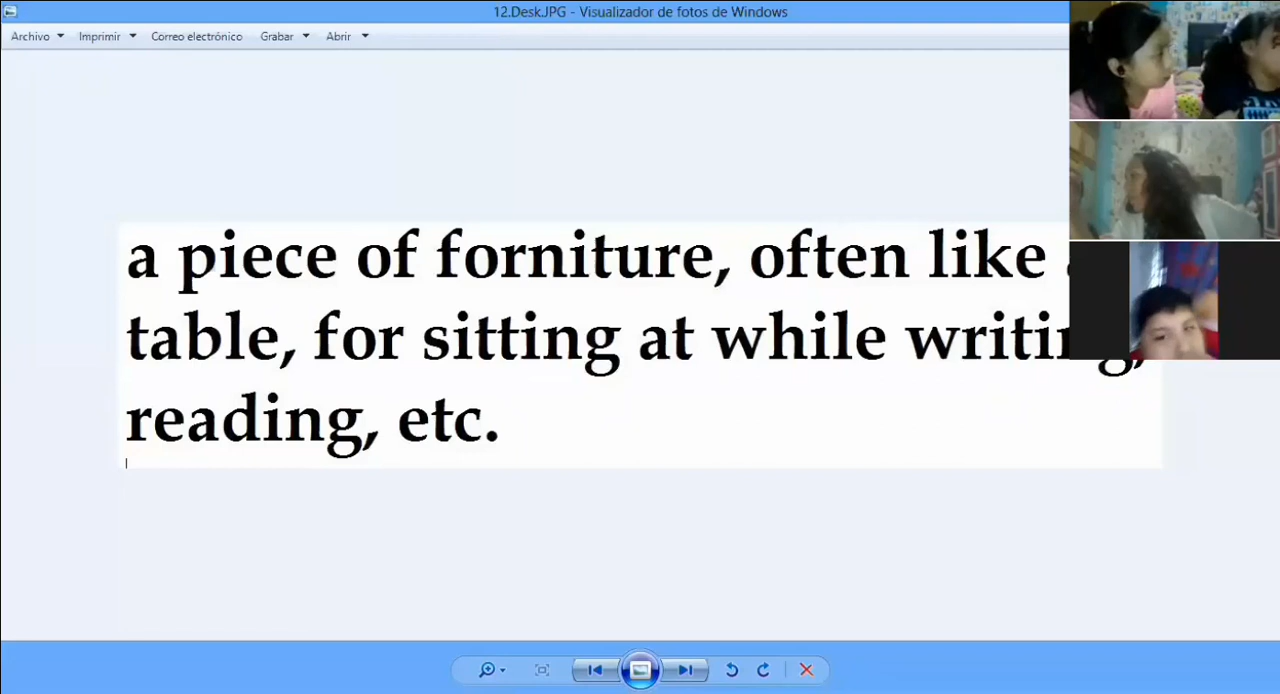 12.Desk.JPG - Visualizador de fotos de Windows
Archivo Imprimir Correo electrónico Grabar Abrir
a piece of forniture, often like
table, for sitting at while writing,
reading, etc.